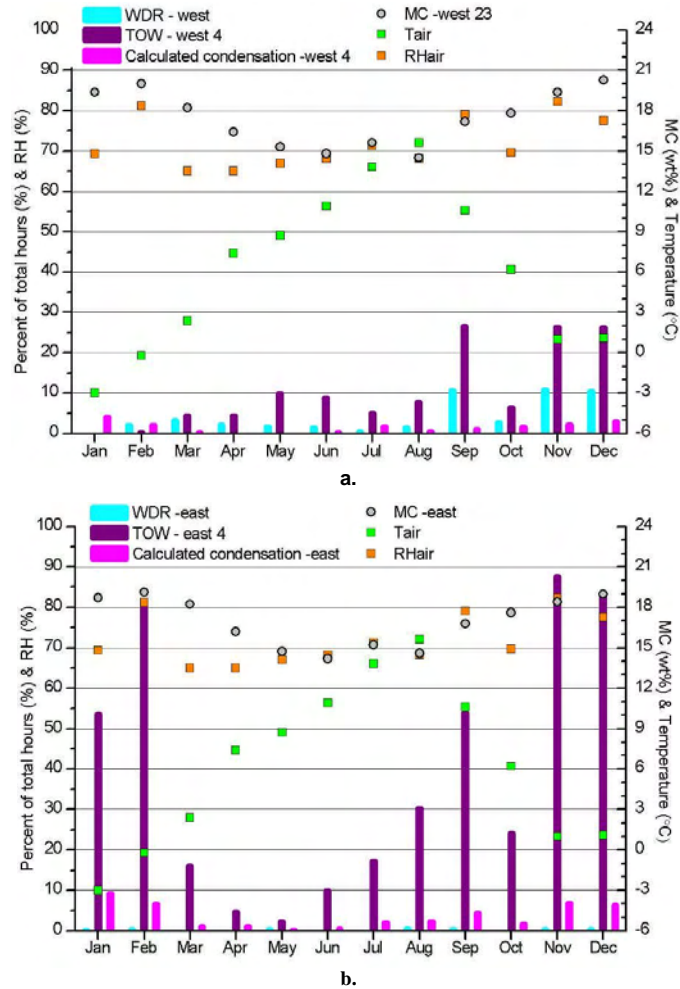 WDR - west
TOW - west 4
Calculated condensation -west 4
MC -west 23
Tair
RHair
100
90
80
70
60
50
40
30
20
10
0
Percent of total hours (%) & RH (%)
24
21
18
15
12
9
6
3
0
-3
-6
MC (wt%) & Temperature (°C)
Jan Feb Mar Apr May Jun Jul Aug Sep Oct Nov Dec
a.
WDR -east
TOW - east 4
Calculated condensation -east
MC -east
Tair
RHair
100
90
80
70
60
50
40
30
20
10
0
Percent of total hours (%) & RH (%)
24
21
18
15
12
9
6
3
0
-3
-6
MC (wt%) & Temperature (°C)
Jan Feb Mar Apr May Jun Jul Aug Sep Oct Nov Dec
b.